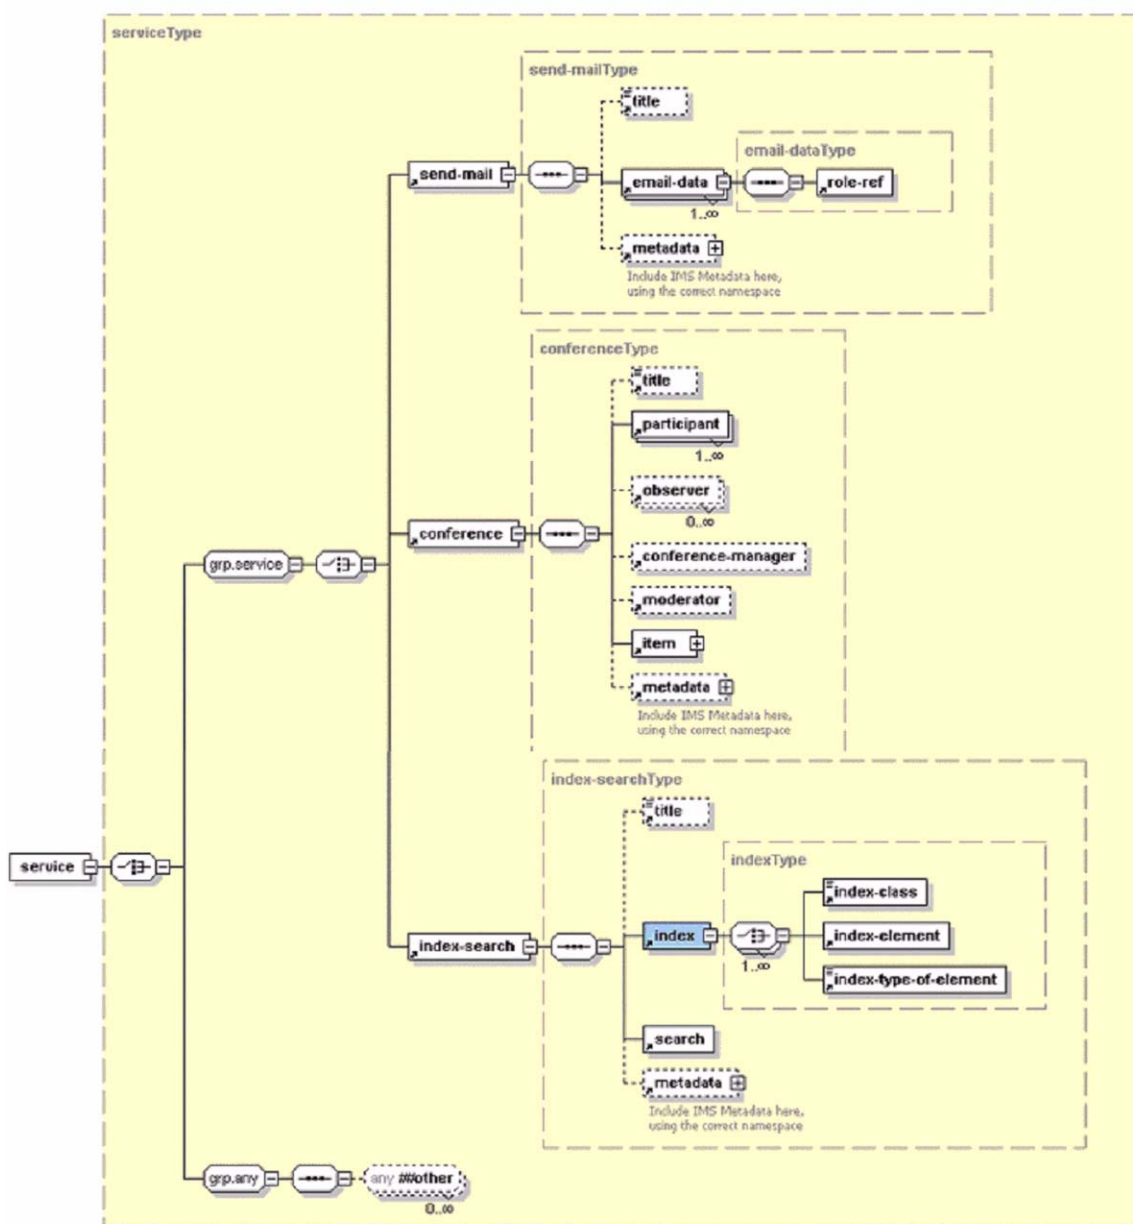 serviceType
send-mailType
title
email-dataType
send-mail
email-data
role-ref
1..∞
metadata
Include IMS Metadata here,
using the correct namespace
conferenceType
title
participant
1..∞
observer
0..∞
conference
conference-manager
grp.service
moderator
item
metadata
Include IMS Metadata here,
using the correct namespace
index-searchType
title
service
indexType
index-class
index-search
index
index-element
1..∞
index-type-of-element
search
metadata
Include IMS Metadata here,
using the correct namespace
grp.any
any ##other
0..∞